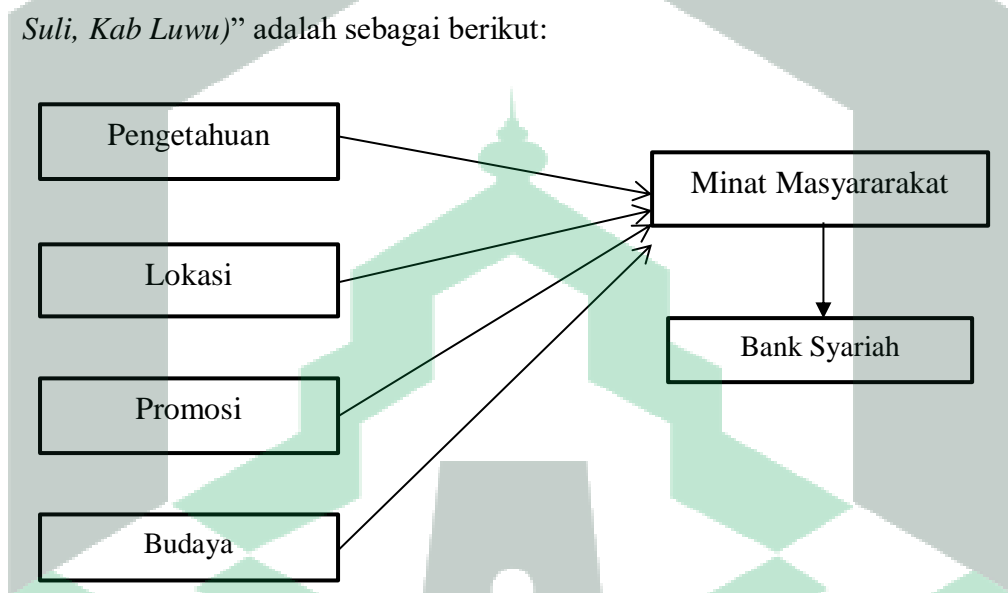 Suli, Kab Luwu)” adalah sebagai berikut:
Pengetahuan
Minat Masyararakat
Lokasi
Bank Syariah
Promosi
Budaya